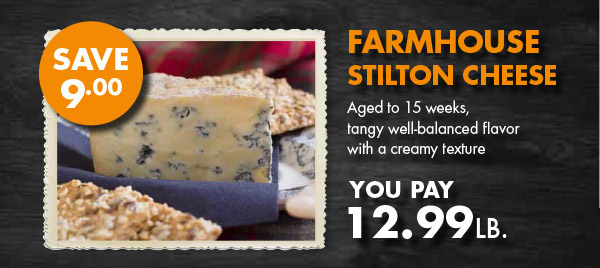 SAVE
9.00
FARMHOUSE
STILTON CHEESE
Aged to 15 weeks,
tangy well-balanced flavor
with a creamy texture
YOU PAY
12.99LB.